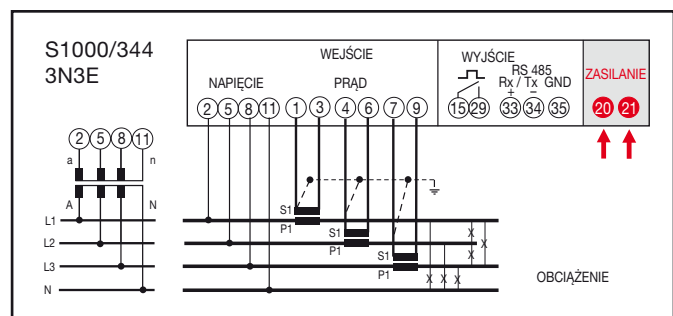 S1000/344
3N3E
WEJŚCIE
NAPIĘCIE PRĄD
2 5 8 11 1 3 4 6 7 9
WYJŚCIE
RS 485
Rx / Tx GND
+ −
15 29 33 34 35
ZASILANIE
20 21
2 5 8 11
a n
A N
L1
L2
L3
N
S1
P1
S1
P1
S1
P1
X X X X X X X
OBCIĄŻENIE